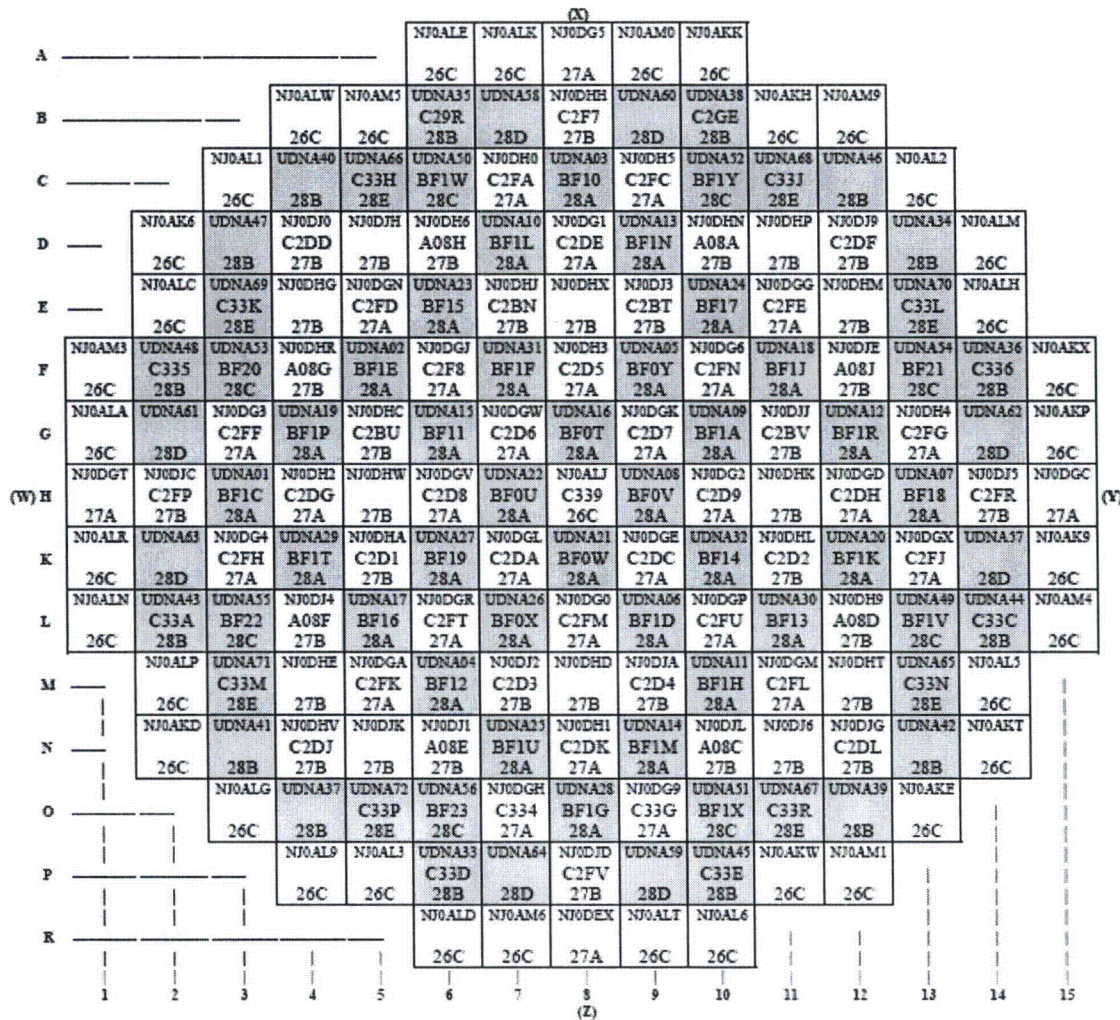 (X)
NJ0ALE NJ0ALK NJ0DG5 NJ0AM0 NJ0AKK
A
26C 26C 27A 26C 26C
NJ0ALW NJ0AM5 UDNA35 UDNA58 NJ0DHH UDNA60 UDNA38 NJ0AKH NJ0AM9
B C29R C2F7 C2GE
26C 26C 28B 28D 27B 28D 28B 26C 26C
NJ0AL1 UDNA40 UDNA66 UDNA50 NJ0DH0 UDNA03 NJ0DH5 UDNA52 UDNA68 UDNA46 NJ0AL2
C C33H BF1W C2FA BF10 C2FC BF1Y C33J
26C 28B 28E 28C 27A 28A 27A 28C 28E 28B 26C
NJ0AK6 UDNA47 NJ0DJ0 NJ0DJH NJ0DH6 UDNA10 NJ0DG1 UDNA13 NJ0DHN NJ0DHP NJ0DJ9 UDNA34 NJ0ALM
D C2DD A08H BF1L C2DE BF1N A08A C2DF
26C 28B 27B 27B 27B 28A 27A 28A 27B 27B 27B 28B 26C
NJ0ALC UDNA69 NJ0DHG NJ0DGN UDNA23 NJ0DHJ NJ0DHX NJ0DJ3 UDNA24 NJ0DGG NJ0DHM UDNA70 NJ0ALH
E C33K C2FD BF15 C2BN C2BT BF17 C2FE C33L
26C 28E 27B 27A 28A 27B 27B 27B 28A 27A 27B 28E 26C
NJ0AM3 UDNA48 UDNA53 NJ0DHR UDNA02 NJ0DGJ UDNA31 NJ0DH3 UDNA05 NJ0DG6 UDNA18 NJ0DJE UDNA54 UDNA36 NJ0AKX
F C335 BF20 A08G BF1E C2F8 BF1F C2D5 BF0Y C2FN BF1J A08J BF21 C336
26C 28B 28C 27B 28A 27A 28A 27A 28A 27A 28A 27B 28C 28B 26C
NJ0ALA UDNA61 NJ0DG3 UDNA19 NJ0DHC UDNA15 NJ0DGW UDNA16 NJ0DGK UDNA09 NJ0DJJ UDNA12 NJ0DH4 UDNA62 NJ0AKP
G C2FF BF1P C2BU BF11 C2D6 BF0T C2D7 BF1A C2BV BF1R C2FG
26C 28D 27A 28A 27B 28A 27A 28A 27A 28A 27B 28A 27A 28D 26C
NJ0DGT NJ0DJC UDNA01 NJ0DH2 NJ0DHW NJ0DGV UDNA22 NJ0ALJ UDNA08 NJ0DG2 NJ0DHK NJ0DGD UDNA07 NJ0DJ5 NJ0DGC
(W) H C2FP BF1C C2DG C2D8 BF0U C339 BF0V C2D9 C2DH BF18 C2FR (Y)
27A 27B 28A 27A 27B 27A 28A 26C 28A 27A 27B 27A 28A 27B 27A
NJ0ALR UDNA63 NJ0DG4 UDNA29 NJ0DHA UDNA27 NJ0DGL UDNA21 NJ0DGE UDNA32 NJ0DHL UDNA20 NJ0DGX UDNA57 NJ0AK9
K C2FH BF1T C2D1 BF19 C2DA BF0W C2DC BF14 C2D2 BF1K C2FJ
26C 28D 27A 28A 27B 28A 27A 28A 27A 28A 27B 28A 27A 28D 26C
NJ0ALN UDNA43 UDNA55 NJ0DJ4 UDNA17 NJ0DGR UDNA26 NJ0DG0 UDNA06 NJ0DGP UDNA30 NJ0DH9 UDNA49 UDNA44 NJ0AM4
L C33A BF22 A08F BF16 C2FT BF0X C2FM BF1D C2FU BF13 A08D BF1V C33C
26C 28B 28C 27B 28A 27A 28A 27A 28A 27A 28A 27B 28C 28B 26C
NJ0ALP UDNA71 NJ0DHE NJ0DGA UDNA04 NJ0DJ2 NJ0DHD NJ0DJA UDNA11 NJ0DGM NJ0DHT UDNA65 NJ0AL5
M C33M C2FK BF12 C2D3 C2D4 BF1H C2FL C33N
26C 28E 27B 27A 28A 27B 27B 27B 28A 27A 27B 28E 26C
NJ0AKD UDNA41 NJ0DHV NJ0DJK NJ0DJ1 UDNA25 NJ0DH1 UDNA14 NJ0DJL NJ0DJ6 NJ0DJG UDNA42 NJ0AKT
N C2DJ A08E BF1U C2DK BF1M A08C C2DL
26C 28B 27B 27B 27B 28A 27A 28A 27B 27B 27B 28B 26C
NJ0ALG UDNA37 UDNA72 UDNA56 NJ0DGH UDNA28 NJ0DG9 UDNA51 UDNA67 UDNA39 NJ0AKE
O C33P BF23 C334 BF1G C33G BF1X C33R
26C 28B 28E 28C 27A 28A 27A 28C 28E 28B 26C
NJ0AL9 NJ0AL3 UDNA33 UDNA64 NJ0DJD UDNA59 UDNA45 NJ0AKW NJ0AM1
P C33D C2FV C33E
26C 26C 28B 28D 27B 28D 28B 26C 26C
NJ0ALD NJ0AM6 NJ0DEX NJ0ALT NJ0AL6
R
26C 26C 27A 26C 26C
1 2 3 4 5 6 7 8 9 10 11 12 13 14 15
(Z)